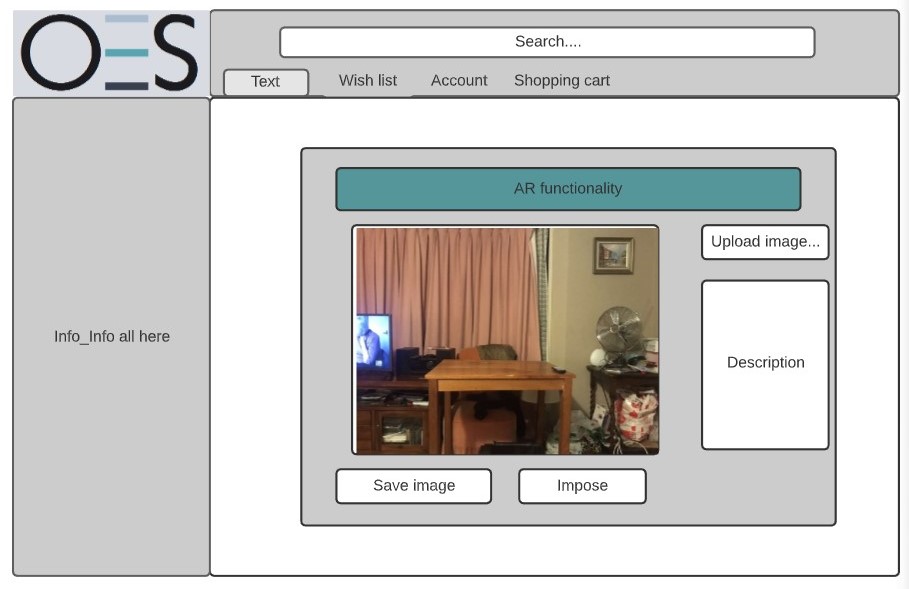 OES
Search....
Text
Wish list
Account
Shopping cart
AR functionality
Upload image...
Info_Info all here
Description
Save image
Impose